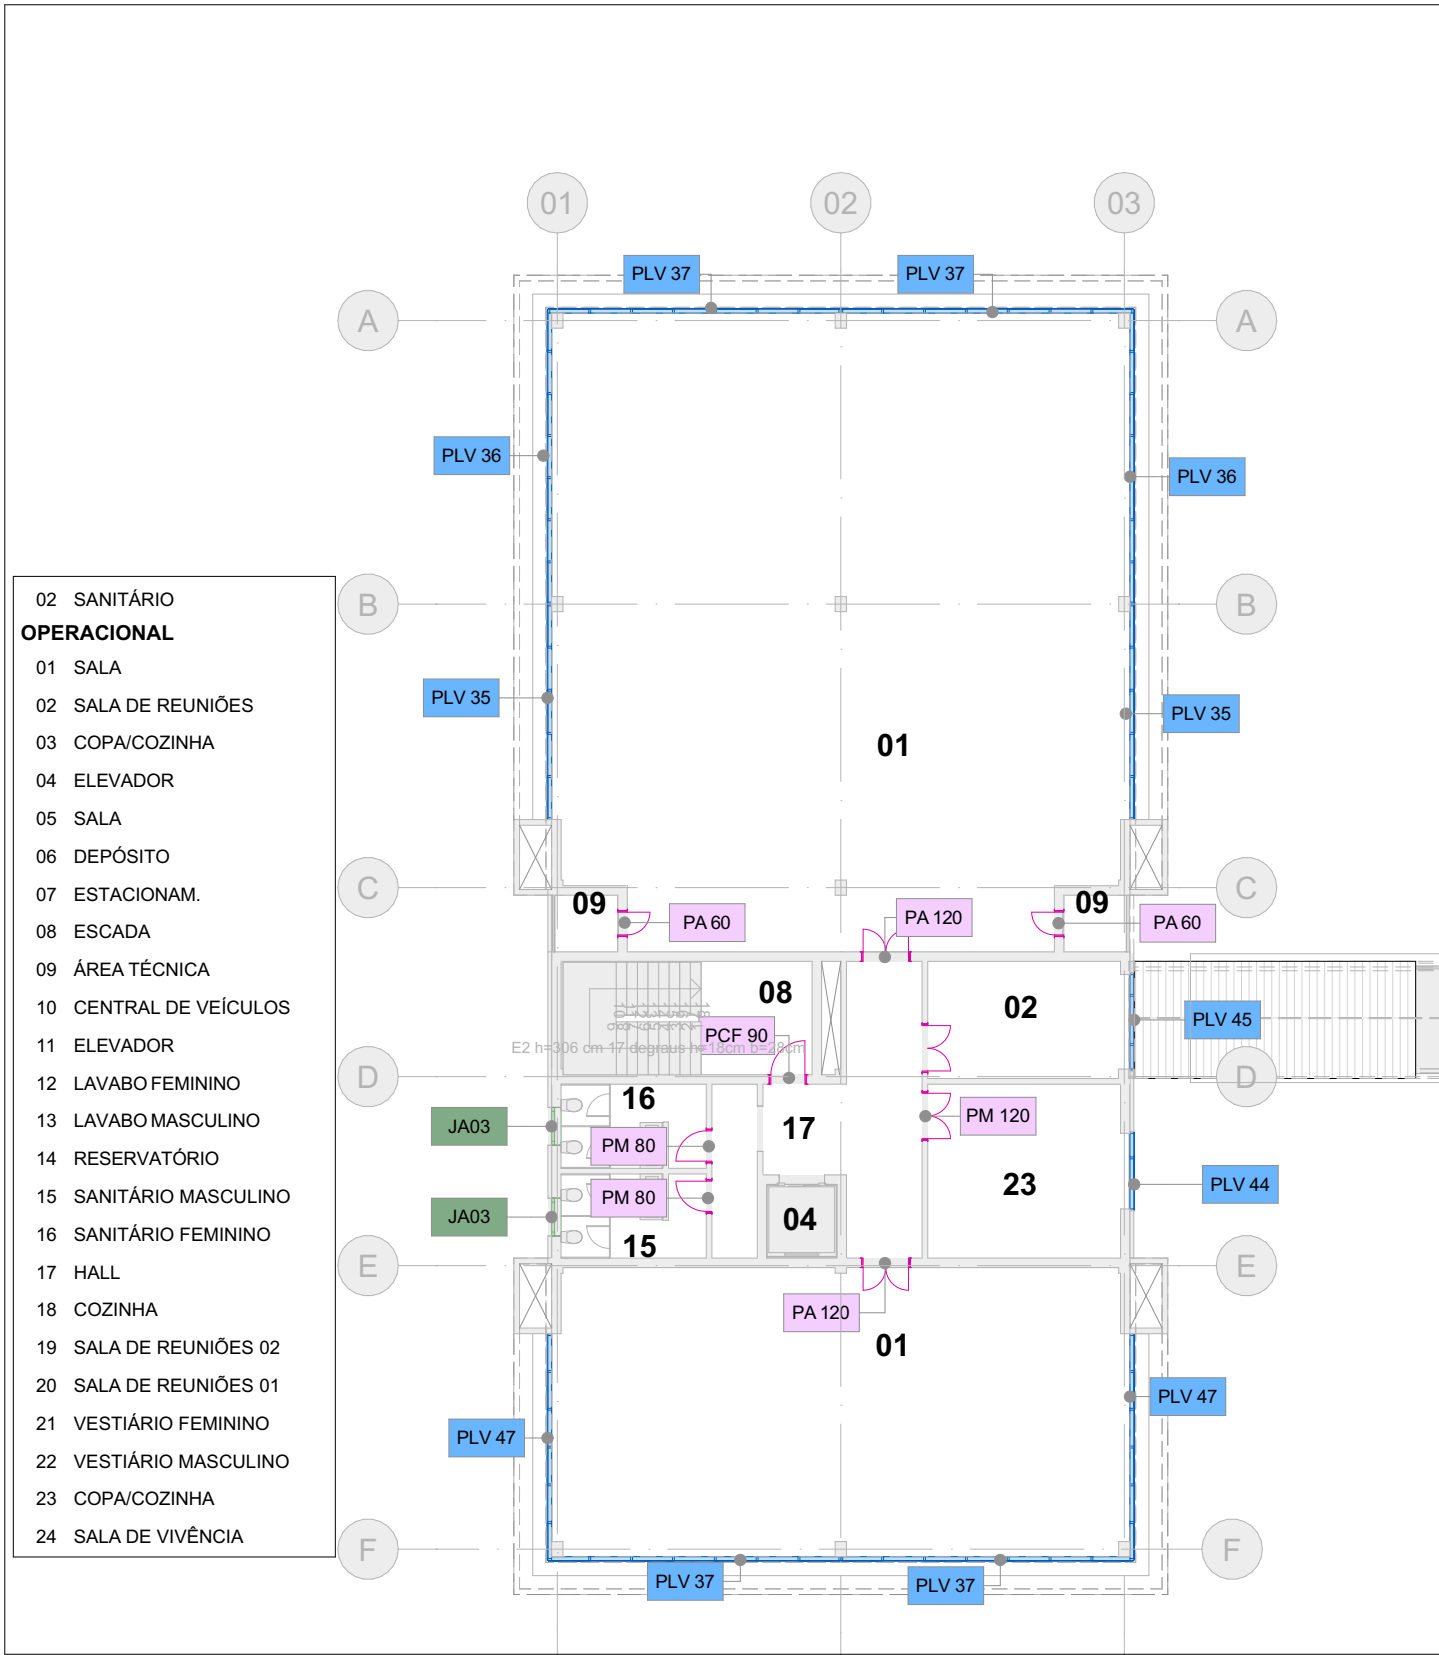 01 02 03
PLV 37 PLV 37
A A
PLV 36 PLV 36
B B
02 SANITÁRIO
OPERACIONAL
01 SALA
02 SALA DE REUNIÕES
03 COPA/COZINHA
04 ELEVADOR
05 SALA
06 DEPÓSITO
07 ESTACIONAM.
08 ESCADA
09 ÁREA TÉCNICA
10 CENTRAL DE VEÍCULOS
11 ELEVADOR
12 LAVABO FEMININO
13 LAVABO MASCULINO
14 RESERVATÓRIO
15 SANITÁRIO MASCULINO
16 SANITÁRIO FEMININO
17 HALL
18 COZINHA
19 SALA DE REUNIÕES 02
20 SALA DE REUNIÕES 01
21 VESTIÁRIO FEMININO
22 VESTIÁRIO MASCULINO
23 COPA/COZINHA
24 SALA DE VIVÊNCIA
PLV 35 PLV 35
01
C C
09 09
PA 60 PA 120 PA 60
08 02
PLV 45
PCF 90
E2 h=306 cm 17 degraus h=18cm b=28cm
D D
16
JA03 17 PM 120
PM 80
23 PLV 44
PM 80
JA03 04
15
E E
PA 120
01
PLV 47
PLV 47
F F
PLV 37 PLV 37